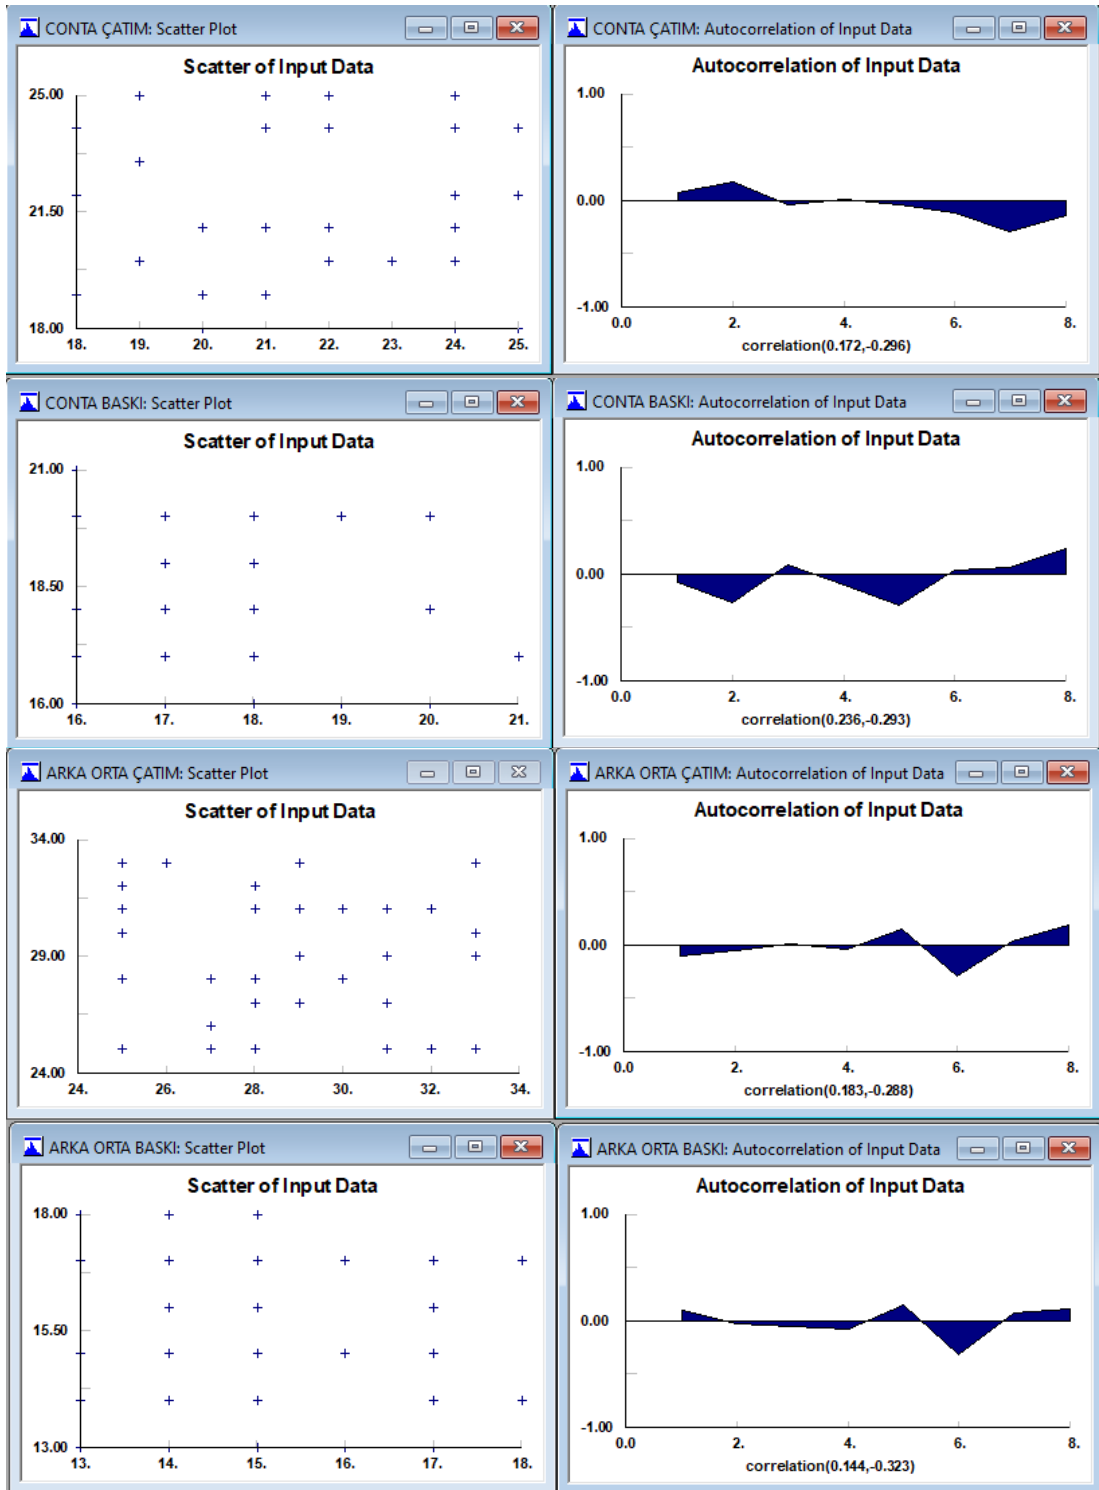 CONTA ÇATIM: Scatter Plot
Scatter of Input Data
25.00
21.50
18.00
18. 19. 20. 21. 22. 23. 24. 25.
CONTA ÇATIM: Autocorrelation of Input Data
Autocorrelation of Input Data
1.00
0.00
-1.00
0.0 2. 4. 6. 8.
correlation(0.172,-0.296)
CONTA BASKI: Scatter Plot
Scatter of Input Data
21.00
18.50
16.00
16. 17. 18. 19. 20. 21.
CONTA BASKI: Autocorrelation of Input Data
Autocorrelation of Input Data
1.00
0.00
-1.00
0.0 2. 4. 6. 8.
correlation(0.236,-0.293)
ARKA ORTA ÇATIM: Scatter Plot
Scatter of Input Data
34.00
29.00
24.00
24. 26. 28. 30. 32. 34.
ARKA ORTA ÇATIM: Autocorrelation of Input Data
Autocorrelation of Input Data
1.00
0.00
-1.00
0.0 2. 4. 6. 8.
correlation(0.183,-0.288)
ARKA ORTA BASKI: Scatter Plot
Scatter of Input Data
18.00
15.50
13.00
13. 14. 15. 16. 17. 18.
ARKA ORTA BASKI: Autocorrelation of Input Data
Autocorrelation of Input Data
1.00
0.00
-1.00
0.0 2. 4. 6. 8.
correlation(0.144,-0.323)